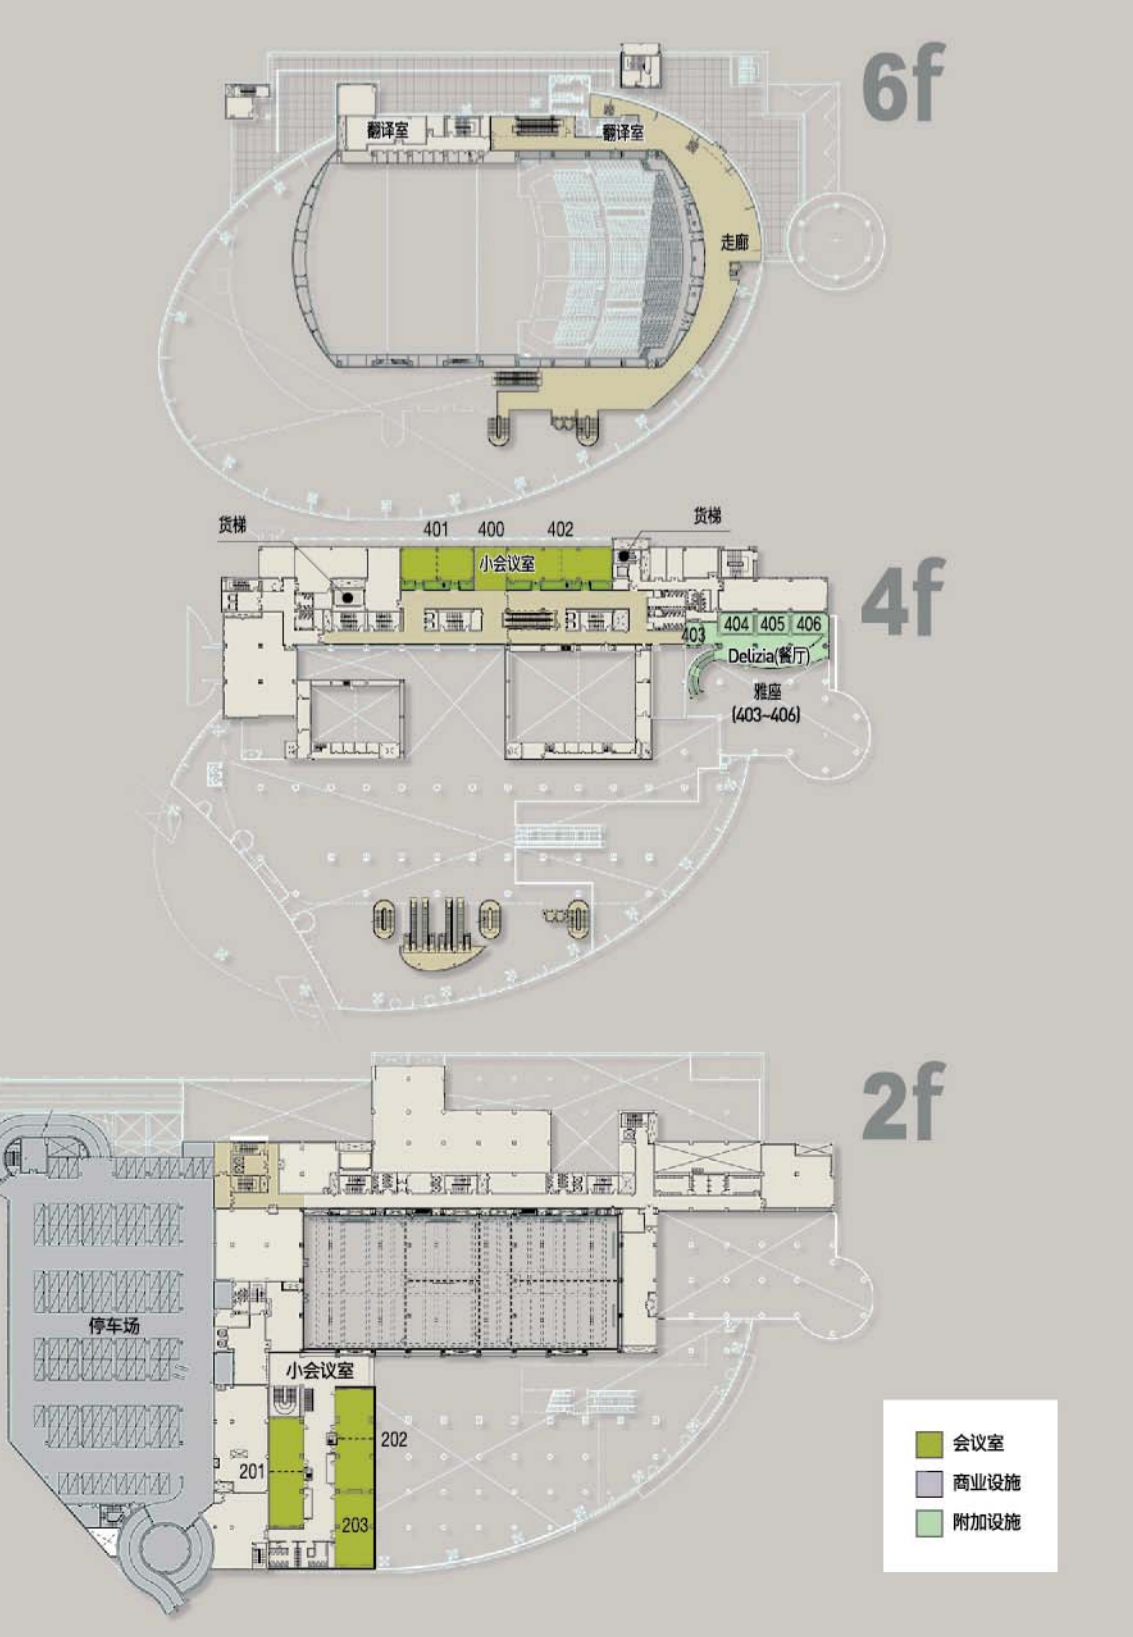 6f
翻译室
翻译室
走廊
货梯
401
400
402
货梯
小会议室
4f
403
404
405
406
Delizia(餐厅)
雅座
(403~406)
2f
停车场
小会议室
201
202
203
会议室
商业设施
附加设施